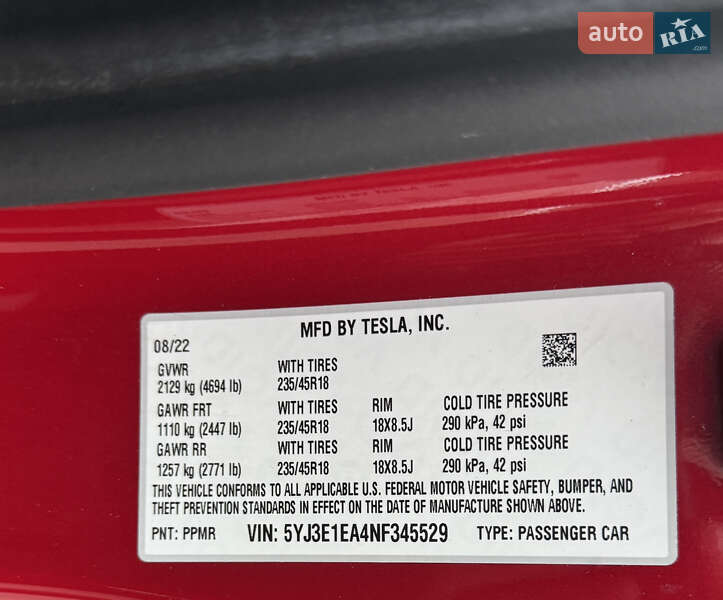 auto RIA .com
MFD BY TESLA, INC.
08/22
GVWR WITH TIRES
2129 kg (4694 lb) 235/45R18
GAWR FRT WITH TIRES RIM COLD TIRE PRESSURE
1110 kg (2447 lb) 235/45R18 18X8.5J 290 kPa, 42 psi
GAWR RR WITH TIRES RIM COLD TIRE PRESSURE
1257 kg (2771 lb) 235/45R18 18X8.5J 290 kPa, 42 psi
THIS VEHICLE CONFORMS TO ALL APPLICABLE U.S. FEDERAL MOTOR VEHICLE SAFETY, BUMPER, AND
THEFT PREVENTION STANDARDS IN EFFECT ON THE DATE OF MANUFACTURE SHOWN ABOVE.
PNT: PPMR VIN: 5YJ3E1EA4NF345529 TYPE: PASSENGER CAR